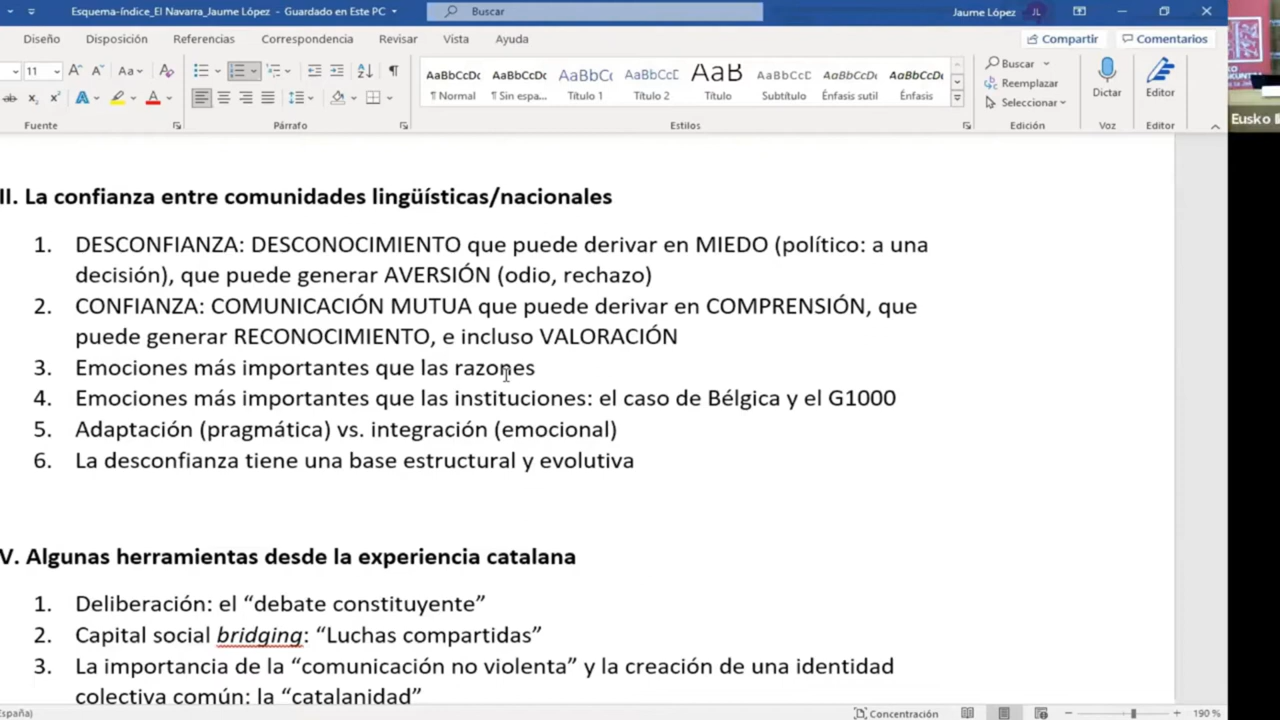 Esquema-índice_El Navarra_Jaume López - Guardado en Este PC
Buscar
Jaume López
JL
Diseño
Disposición
Referencias
Correspondencia
Revisar
Vista
Ayuda
Compartir
Comentarios
11
Aa
AaBbCcDc
AaBbCcDc
AaBbCc
AaBbCcD
AaB
AaBbCcD
AaBbCcDc
AaBbCcDc
¶ Normal
¶ Sin espa...
Título 1
Título 2
Título
Subtítulo
Énfasis sutil
Énfasis
Buscar
Reemplazar
Seleccionar
Dictar
Editor
Fuente
Párrafo
Estilos
Edición
Voz
Editor
Eusko
II. La confianza entre comunidades lingüísticas/nacionales
1. DESCONFIANZA: DESCONOCIMIENTO que puede derivar en MIEDO (político: a una
decisión), que puede generar AVERSIÓN (odio, rechazo)
2. CONFIANZA: COMUNICACIÓN MUTUA que puede derivar en COMPRENSIÓN, que
puede generar RECONOCIMIENTO, e incluso VALORACIÓN
3. Emociones más importantes que las razones
4. Emociones más importantes que las instituciones: el caso de Bélgica y el G1000
5. Adaptación (pragmática) vs. integración (emocional)
6. La desconfianza tiene una base estructural y evolutiva
V. Algunas herramientas desde la experiencia catalana
1. Deliberación: el “debate constituyente”
2. Capital social bridging: “Luchas compartidas”
3. La importancia de la “comunicación no violenta” y la creación de una identidad
colectiva común: la “catalanidad”
España)
Concentración
190 %